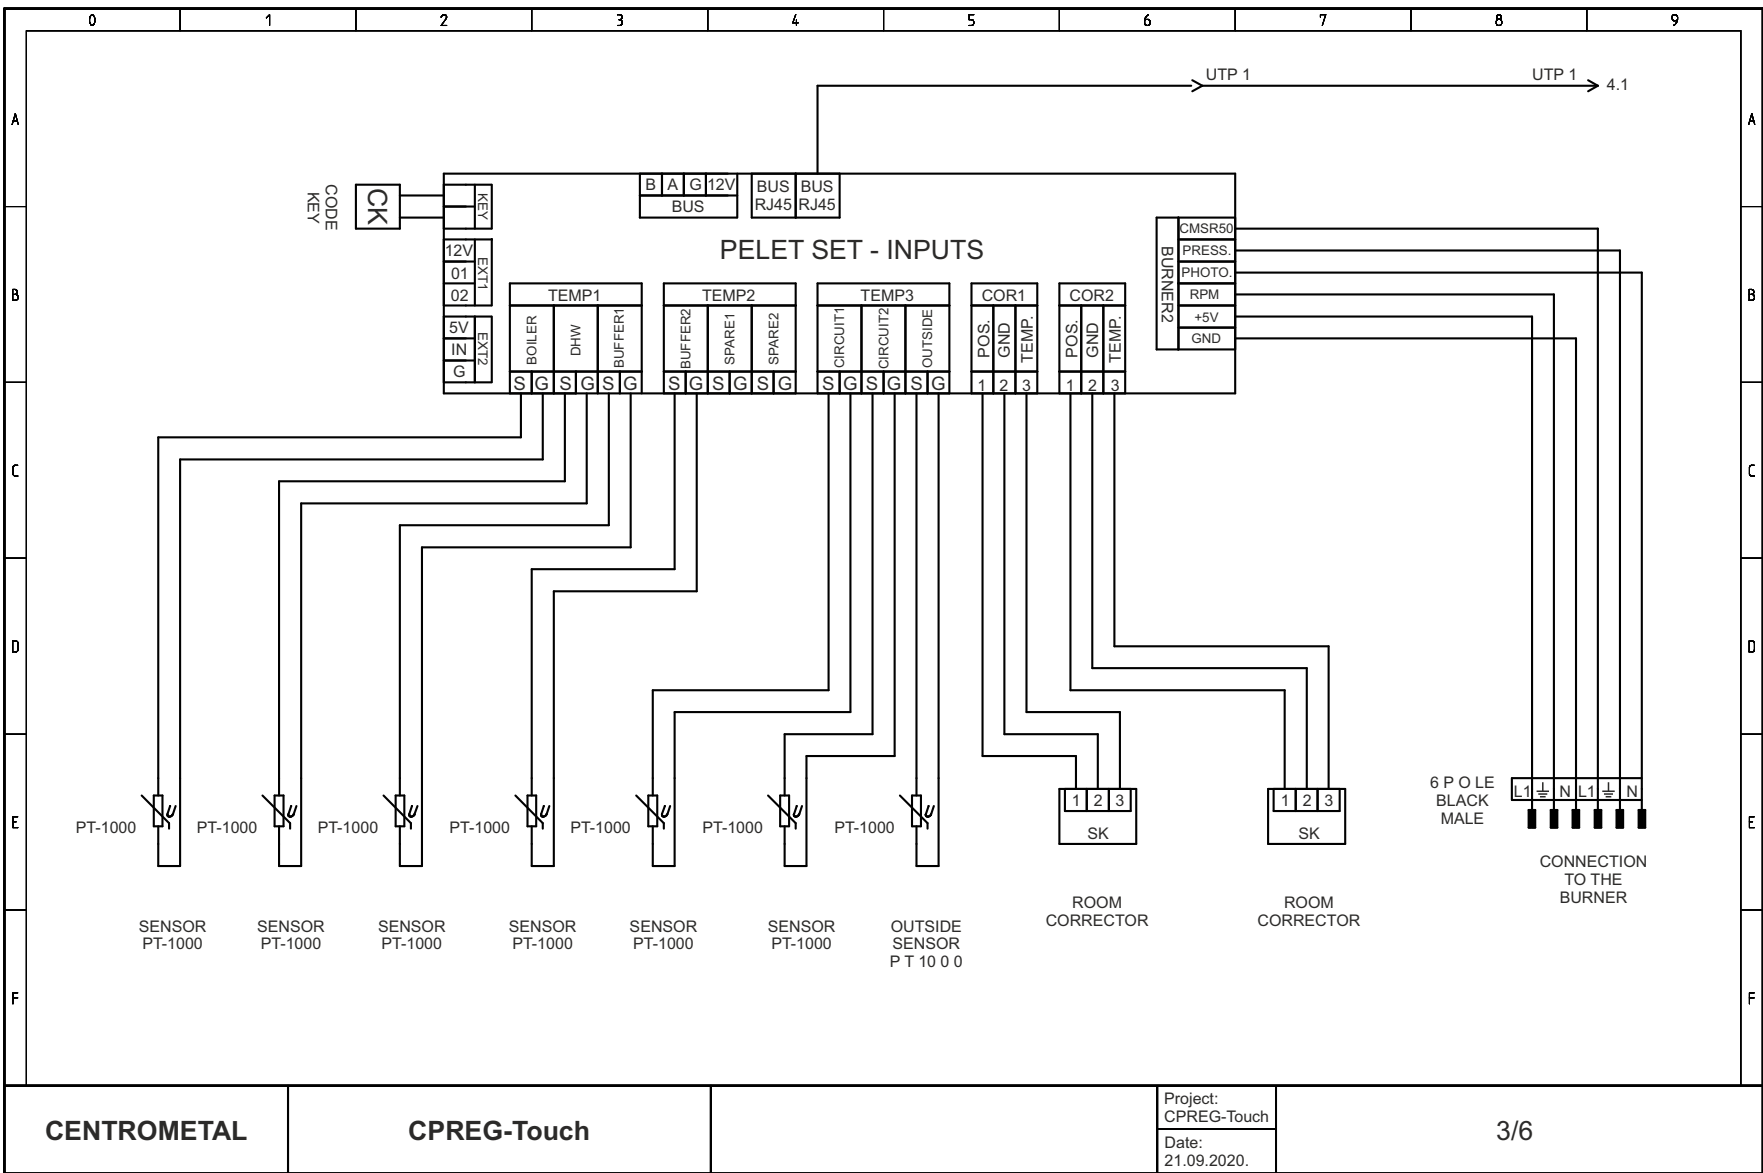 0 1 2 3 4 5 6 7 8 9
A
B
C
D
E
F
A
B
C
D
E
F
UTP 1
UTP 1
4.1
CODE
KEY
CK
KEY
12V
01
02
EXT1
5V
IN
G
EXT2
B A G 12V
BUS
BUS
RJ45
BUS
RJ45
PELET SET - INPUTS
TEMP1
BOILER
DHW
BUFFER1
S G S G S G
TEMP2
BUFFER2
SPARE1
SPARE2
S G S G S G
TEMP3
CIRCUIT1
CIRCUIT2
OUTSIDE
S G S G S G
COR1
POS.
GND
TEMP.
1 2 3
COR2
POS.
GND
TEMP.
1 2 3
BURNER2
CMSR50
PRESS.
PHOTO.
RPM
+5V
GND
PT-1000
PT-1000
PT-1000
PT-1000
PT-1000
PT-1000
PT-1000
U
U
U
U
U
U
U
1 2 3
SK
1 2 3
SK
6 P O LE
BLACK
MALE
L1 N L1 N
CONNECTION
TO THE
BURNER
SENSOR
PT-1000
SENSOR
PT-1000
SENSOR
PT-1000
SENSOR
PT-1000
SENSOR
PT-1000
SENSOR
PT-1000
OUTSIDE
SENSOR
P T 10 0 0
ROOM
CORRECTOR
ROOM
CORRECTOR
CENTROMETAL
CPREG-Touch
Project:
CPREG-Touch
Date:
21.09.2020.
3/6